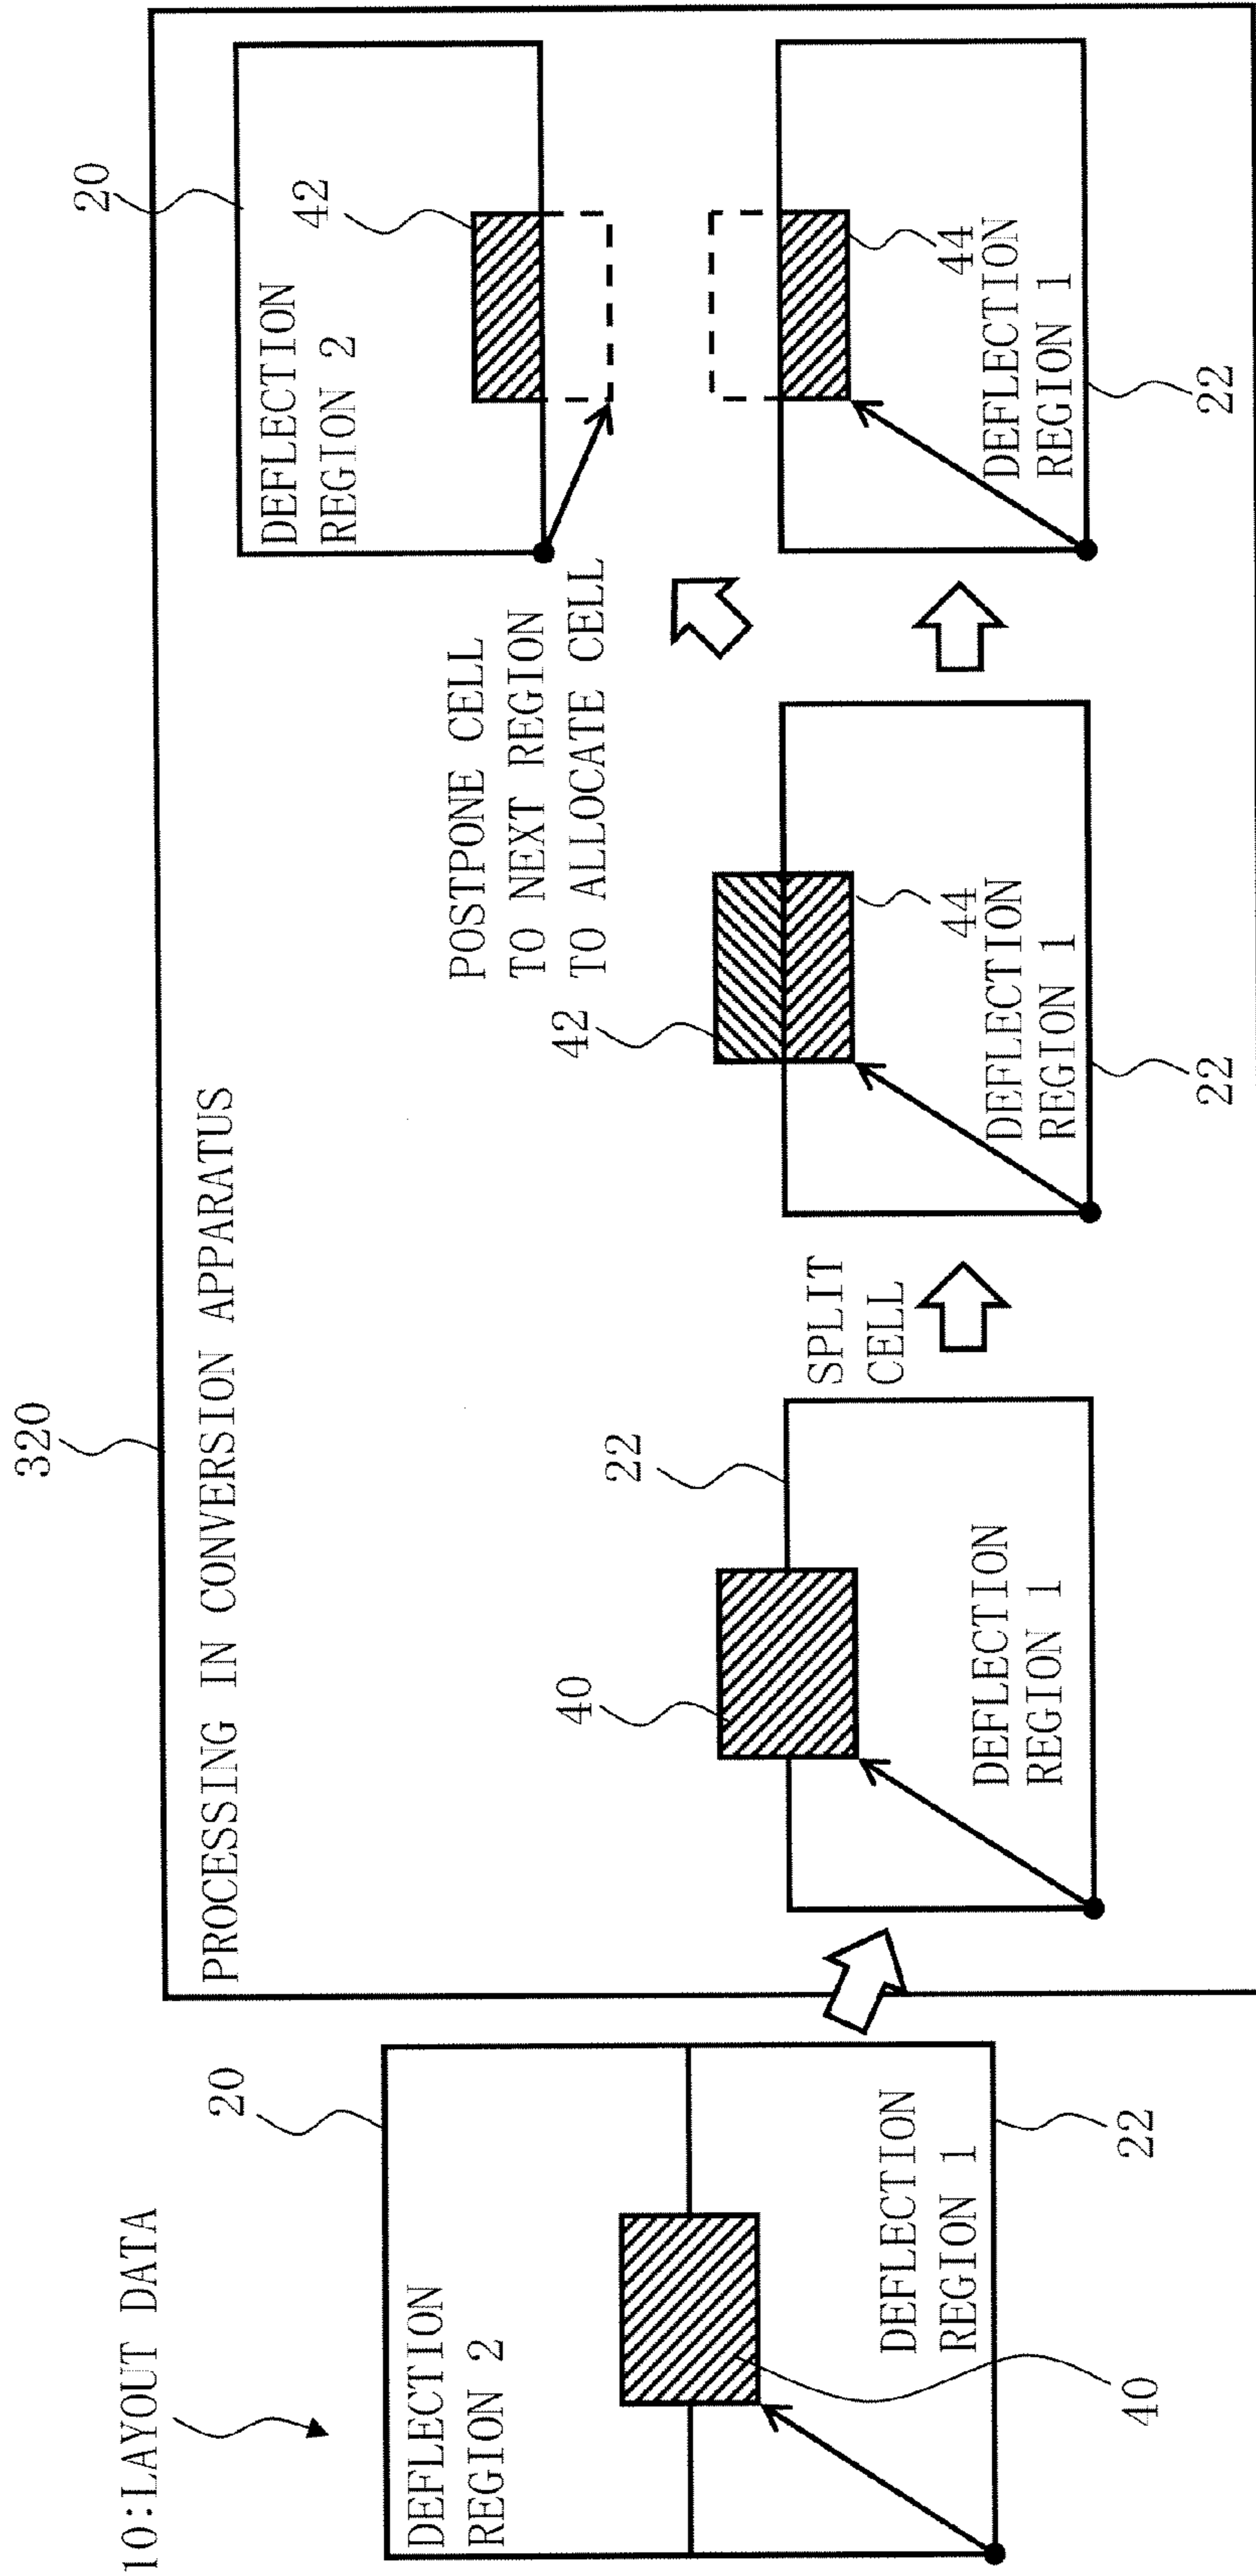 320
PROCESSING IN CONVERSION APPARATUS
10:LAYOUT DATA
20
DEFLECTION
REGION 2
DEFLECTION
REGION 1
22
40
40
22
DEFLECTION
REGION 1
SPLIT
CELL
42
44
DEFLECTION
REGION 1
22
POSTPONE CELL
TO NEXT REGION
TO ALLOCATE CELL
20
DEFLECTION
REGION 2
42
44
DEFLECTION
REGION 1
22